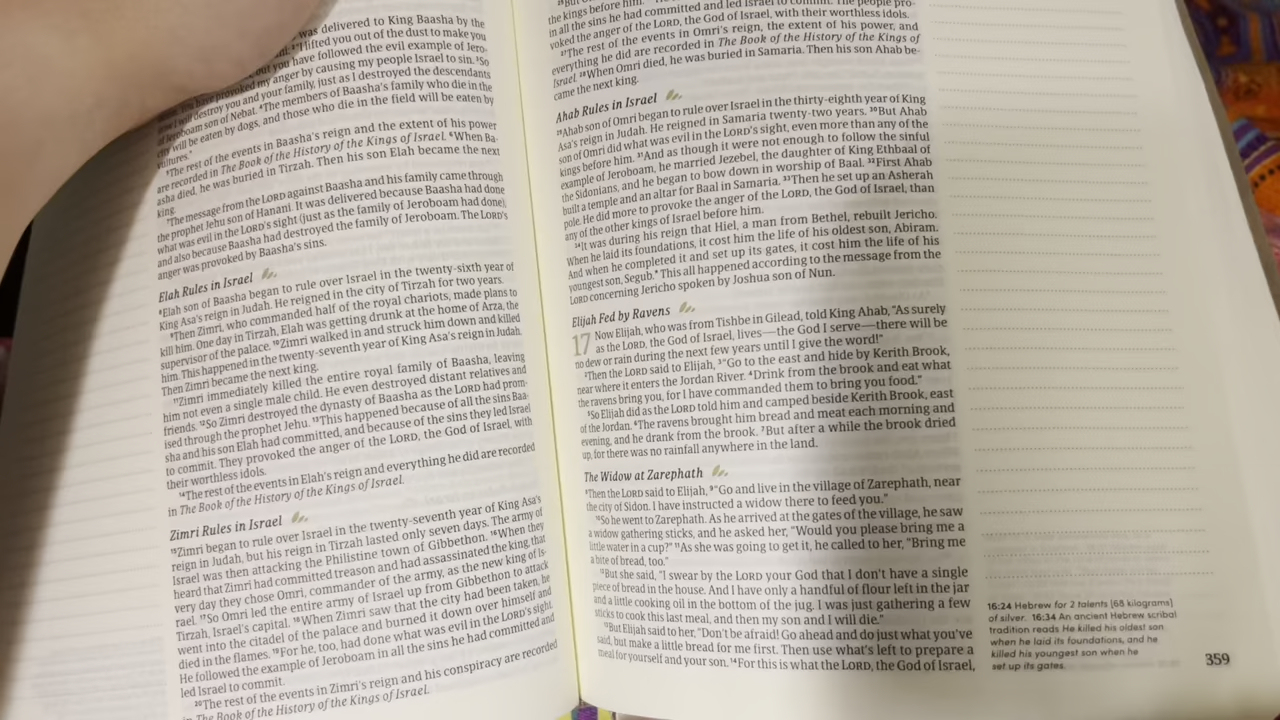 was delivered to King Baasha by the
"I lifted you out of the dust to make you
out you have followed the evil example of Jero-
provoked my anger by causing my people Israel to sin. ³So
now I will destroy you and your family, just as I destroyed the descendants
of Jeroboam son of Nebat. ⁴The members of Baasha's family who die in the
city will be eaten by dogs, and those who die in the field will be eaten by
vultures."
⁵The rest of the events in Baasha's reign and the extent of his power
are recorded in The Book of the History of the Kings of Israel. ⁶When Ba-
asha died, he was buried in Tirzah. Then his son Elah became the next
king.
⁷The message from the LORD against Baasha and his family came through
the prophet Jehu son of Hanani. It was delivered because Baasha had done
what was evil in the LORD's sight (just as the family of Jeroboam had done),
and also because Baasha had destroyed the family of Jeroboam. The LORD's
anger was provoked by Baasha's sins.
Elah Rules in Israel
⁸Elah son of Baasha began to rule over Israel in the twenty-sixth year of
King Asa's reign in Judah. He reigned in the city of Tirzah for two years.
⁹Then Zimri, who commanded half of the royal chariots, made plans to
kill him. One day in Tirzah, Elah was getting drunk at the home of Arza, the
supervisor of the palace. ¹⁰Zimri walked in and struck him down and killed
him. This happened in the twenty-seventh year of King Asa's reign in Judah.
Then Zimri became the next king.
¹¹Zimri immediately killed the entire royal family of Baasha, leaving
him not even a single male child. He even destroyed distant relatives and
friends. ¹²So Zimri destroyed the dynasty of Baasha as the LORD had prom-
ised through the prophet Jehu. ¹³This happened because of all the sins Baa-
sha and his son Elah had committed, and because of the sins they led Israel
to commit. They provoked the anger of the LORD, the God of Israel, with
their worthless idols.
¹⁴The rest of the events in Elah's reign and everything he did are recorded
in The Book of the History of the Kings of Israel.
Zimri Rules in Israel
¹⁵Zimri began to rule over Israel in the twenty-seventh year of King Asa's
reign in Judah, but his reign in Tirzah lasted only seven days. The army of
Israel was then attacking the Philistine town of Gibbethon. ¹⁶When they
heard that Zimri had committed treason and had assassinated the king, that
very day they chose Omri, commander of the army, as the new king of Is-
rael. ¹⁷So Omri led the entire army of Israel up from Gibbethon to attack
Tirzah, Israel's capital. ¹⁸When Zimri saw that the city had been taken, he
went into the citadel of the palace and burned it down over himself and
died in the flames. ¹⁹For he, too, had done what was evil in the LORD's sight.
He followed the example of Jeroboam in all the sins he had committed and
led Israel to commit.
²⁰The rest of the events in Zimri's reign and his conspiracy are recorded
in The Book of the History of the Kings of Israel.
the kings before him.
in all the sins he had committed and led Israel to commit. The people pro-
voked the anger of the LORD, the God of Israel, with their worthless idols.
²⁷The rest of the events in Omri's reign, the extent of his power, and
everything he did are recorded in The Book of the History of the Kings of
Israel. ²⁸When Omri died, he was buried in Samaria. Then his son Ahab be-
came the next king.
Ahab Rules in Israel
²⁹Ahab son of Omri began to rule over Israel in the thirty-eighth year of King
Asa's reign in Judah. He reigned in Samaria twenty-two years. ³⁰But Ahab
son of Omri did what was evil in the LORD's sight, even more than any of the
kings before him. ³¹And as though it were not enough to follow the sinful
example of Jeroboam, he married Jezebel, the daughter of King Ethbaal of
the Sidonians, and he began to bow down in worship of Baal. ³²First Ahab
built a temple and an altar for Baal in Samaria. ³³Then he set up an Asherah
pole. He did more to provoke the anger of the LORD, the God of Israel, than
any of the other kings of Israel before him.
³⁴It was during his reign that Hiel, a man from Bethel, rebuilt Jericho.
When he laid its foundations, it cost him the life of his oldest son, Abiram.
And when he completed it and set up its gates, it cost him the life of his
youngest son, Segub.* This all happened according to the message from the
LORD concerning Jericho spoken by Joshua son of Nun.
Elijah Fed by Ravens
17 Now Elijah, who was from Tishbe in Gilead, told King Ahab, "As surely
as the LORD, the God of Israel, lives—the God I serve—there will be
no dew or rain during the next few years until I give the word!"
²Then the LORD said to Elijah, ³"Go to the east and hide by Kerith Brook,
near where it enters the Jordan River. ⁴Drink from the brook and eat what
the ravens bring you, for I have commanded them to bring you food."
⁵So Elijah did as the LORD told him and camped beside Kerith Brook, east
of the Jordan. ⁶The ravens brought him bread and meat each morning and
evening, and he drank from the brook. ⁷But after a while the brook dried
up, for there was no rainfall anywhere in the land.
The Widow at Zarephath
⁸Then the LORD said to Elijah, ⁹"Go and live in the village of Zarephath, near
the city of Sidon. I have instructed a widow there to feed you."
¹⁰So he went to Zarephath. As he arrived at the gates of the village, he saw
a widow gathering sticks, and he asked her, "Would you please bring me a
little water in a cup?" ¹¹As she was going to get it, he called to her, "Bring me
a bite of bread, too."
¹²But she said, "I swear by the LORD your God that I don't have a single
piece of bread in the house. And I have only a handful of flour left in the jar
and a little cooking oil in the bottom of the jug. I was just gathering a few
sticks to cook this last meal, and then my son and I will die."
¹³But Elijah said to her, "Don't be afraid! Go ahead and do just what you've
said, but make a little bread for me first. Then use what's left to prepare a
meal for yourself and your son. ¹⁴For this is what the LORD, the God of Israel,
16:24 Hebrew for 2 talents [68 kilograms]
of silver. 16:34 An ancient Hebrew scribal
tradition reads He killed his oldest son
when he laid its foundations, and he
killed his youngest son when he
set up its gates.
359